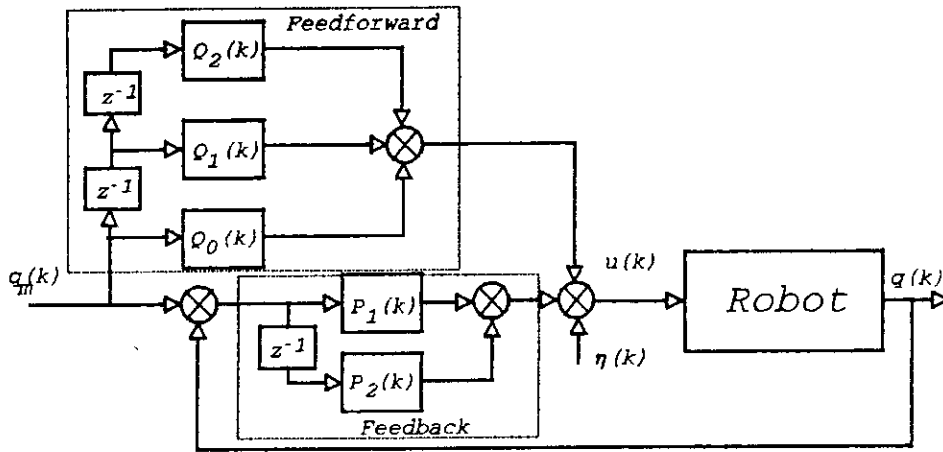 Feedforward
Q2(k)
z-1
Q1(k)
z-1
Q0(k)
qm(k)
u(k)
Robot
q(k)
P1(k)
z-1
P2(k)
η(k)
Feedback